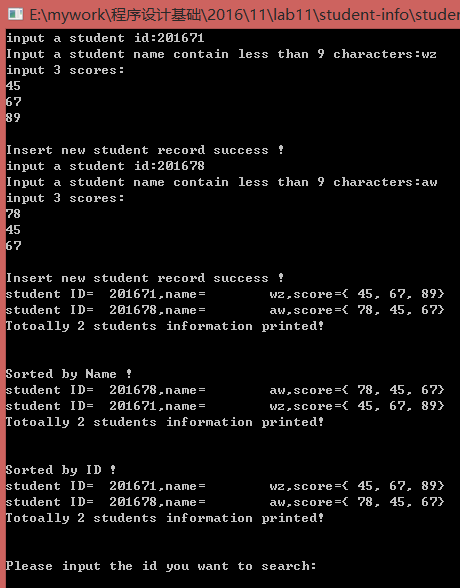 E:\mywork\程序设计基础\2016\11\lab11\student-info\studen
input a student id:201671
Input a student name contain less than 9 characters:wz
input 3 scores:
45
67
89
Insert new student record success !
input a student id:201678
Input a student name contain less than 9 characters:aw
input 3 scores:
78
45
67
Insert new student record success !
student ID=  201671,name=        wz,score={ 45, 67, 89}
student ID=  201678,name=        aw,score={ 78, 45, 67}
Totoally 2 students information printed!
Sorted by Name !
student ID=  201678,name=        aw,score={ 78, 45, 67}
student ID=  201671,name=        wz,score={ 45, 67, 89}
Totoally 2 students information printed!
Sorted by ID !
student ID=  201671,name=        wz,score={ 45, 67, 89}
student ID=  201678,name=        aw,score={ 78, 45, 67}
Totoally 2 students information printed!
Please input the id you want to search: